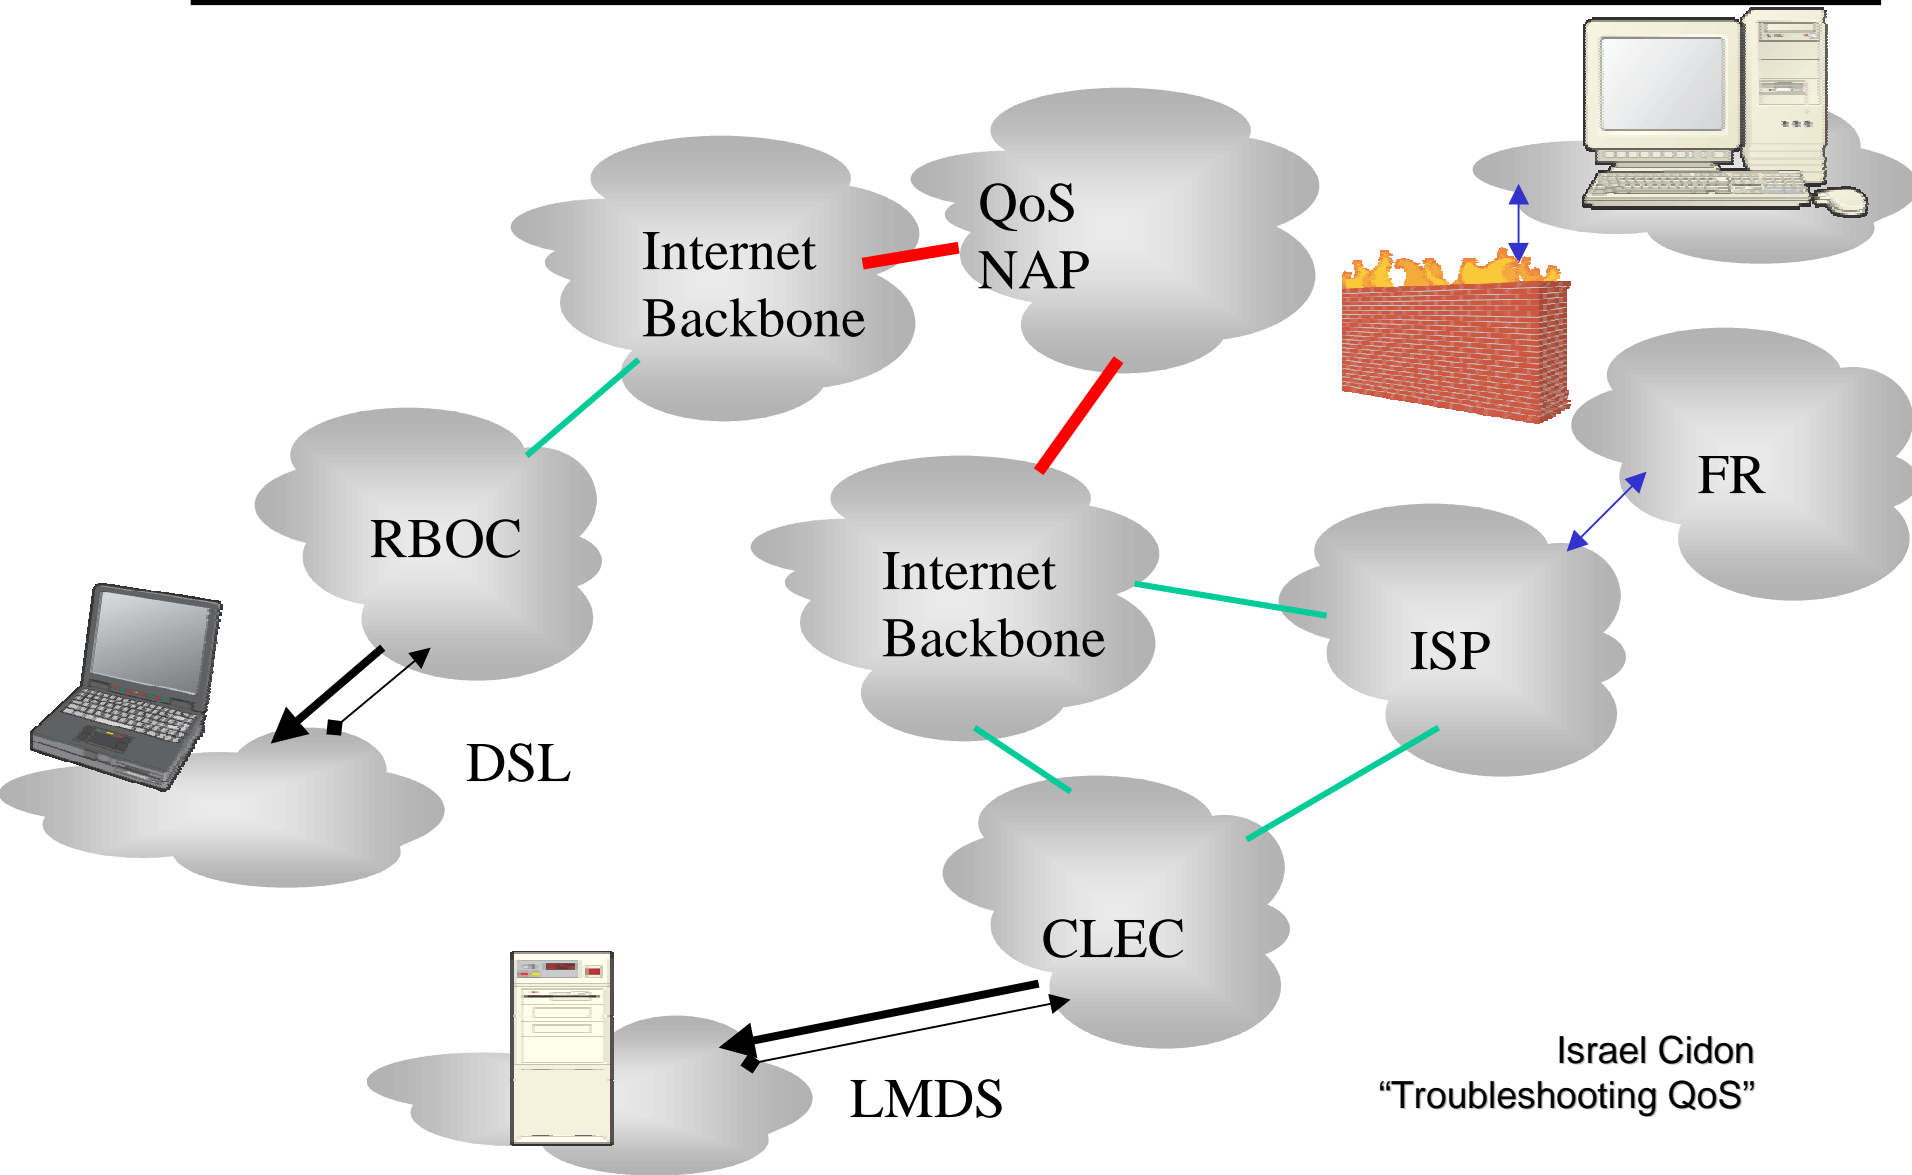 QoS
NAP
Internet
Backbone
FR
RBOC
Internet
Backbone
ISP
DSL
CLEC
LMDS
Israel Cidon
“Troubleshooting QoS”